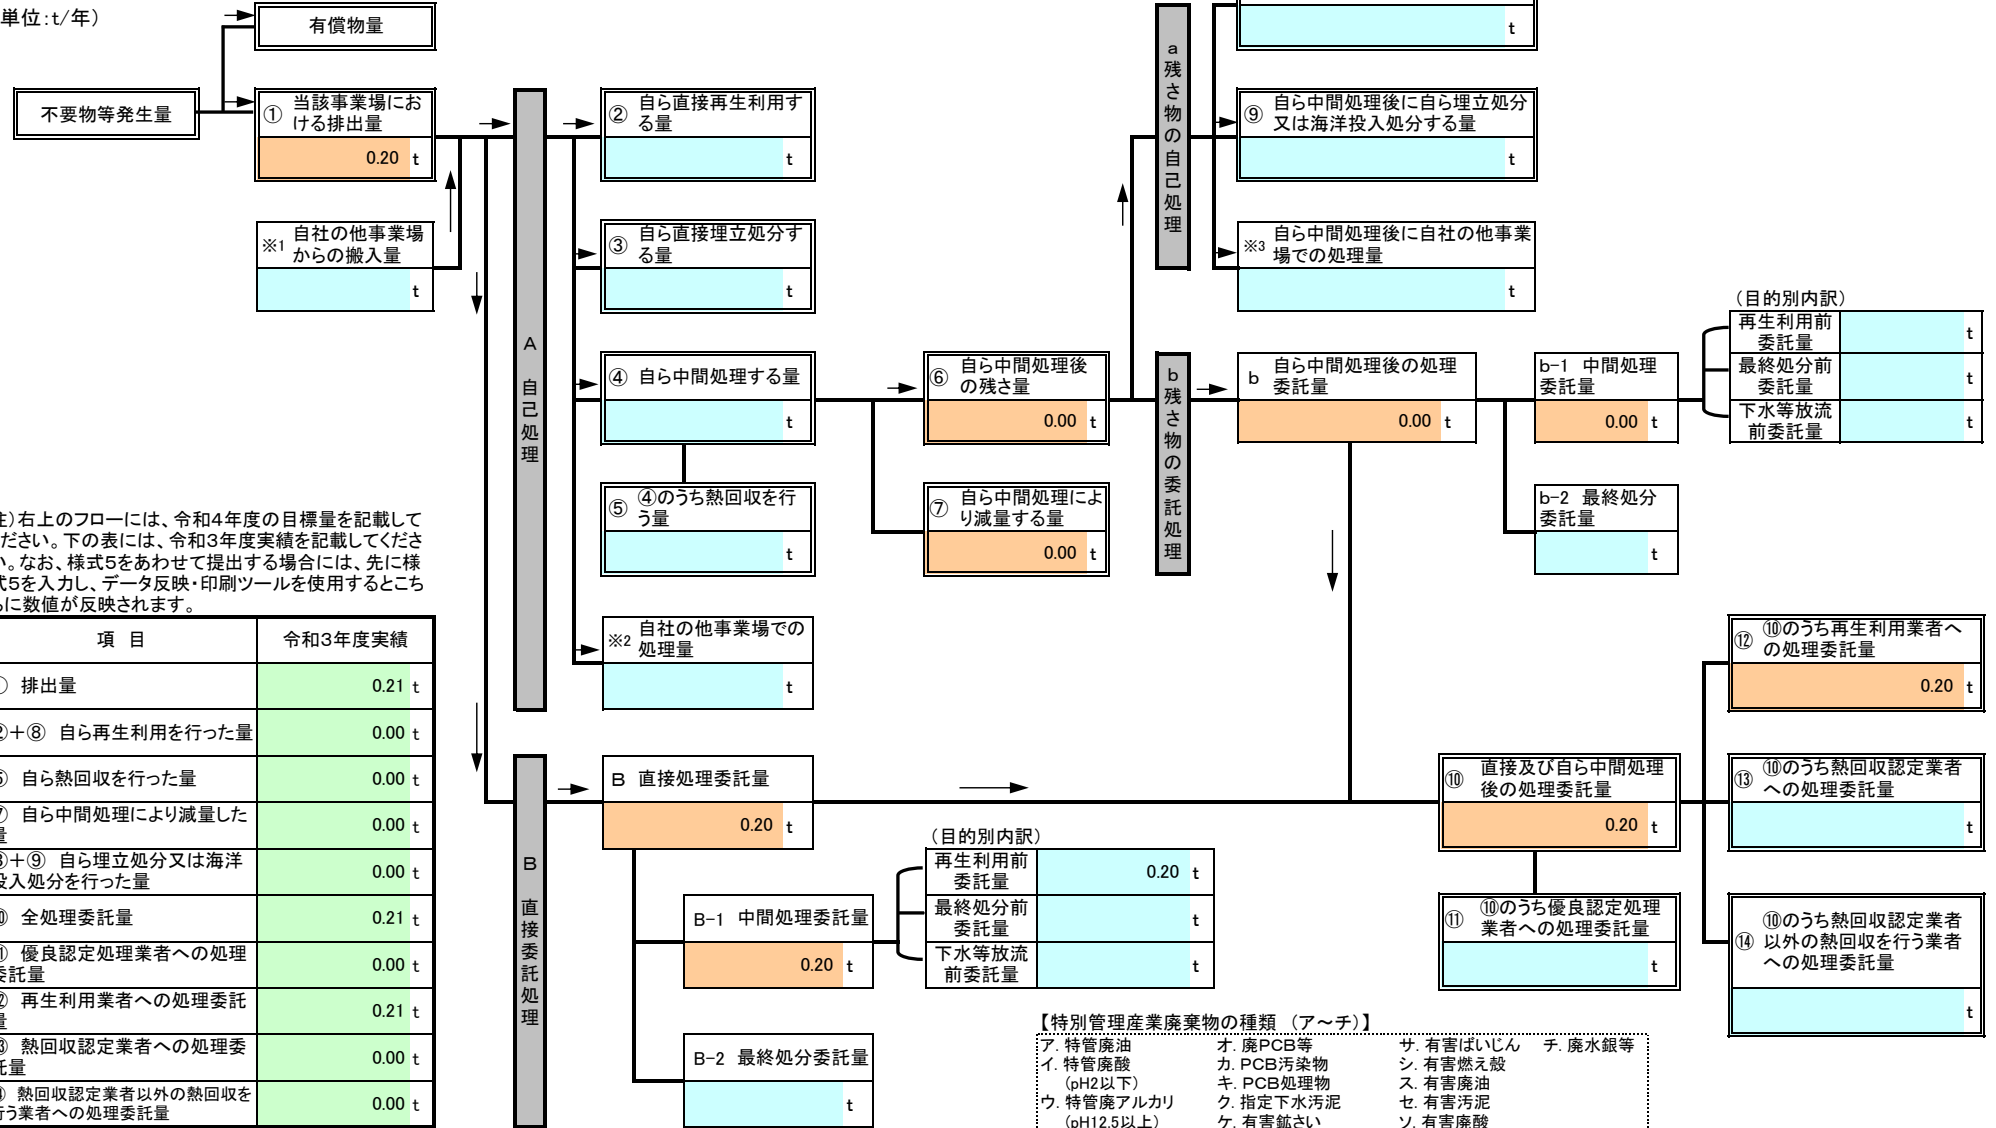 単位:t/年)
有償物量
不要物等発生量
① 当該事業場にお
ける排出量
0.20 t
※1 自社の他事業場
からの搬入量
t
A 自己処理
② 自ら直接再生利用す
る量
t
③ 自ら直接埋立処分す
る量
t
④ 自ら中間処理する量
t
⑤ ④のうち熱回収を行
う量
t
※2 自社の他事業場での
処理量
t
⑥ 自ら中間処理後
の残さ量
0.00 t
⑦ 自ら中間処理によ
り減量する量
0.00 t
a 残さ物の自己処理
t
⑨ 自ら中間処理後に自ら埋立処分
又は海洋投入処分する量
t
※3 自ら中間処理後に自社の他事業
場での処理量
t
b 残さ物の委託処理
b 自ら中間処理後の処理
委託量
0.00 t
b-1 中間処理
委託量
0.00 t
(目的別内訳)
再生利用前
委託量
t
最終処分前
委託量
t
下水等放流
前委託量
t
b-2 最終処分
委託量
t
注)右上のフローには、令和4年度の目標量を記載して
ださい。下の表には、令和3年度実績を記載してくださ
い。なお、様式5をあわせて提出する場合には、先に様
式5を入力し、データ反映・印刷ツールを使用するとこち
らに数値が反映されます。
項 目 令和3年度実績
① 排出量 0.21 t
②+⑧ 自ら再生利用を行った量 0.00 t
⑤ 自ら熱回収を行った量 0.00 t
⑦ 自ら中間処理により減量した
量 0.00 t
③+⑨ 自ら埋立処分又は海洋
投入処分を行った量 0.00 t
⑩ 全処理委託量 0.21 t
⑪ 優良認定処理業者への処理
委託量 0.00 t
⑫ 再生利用業者への処理委託
量 0.21 t
⑬ 熱回収認定業者への処理委
託量 0.00 t
⑭ 熱回収認定業者以外の熱回収を
行う業者への処理委託量 0.00 t
B 直接委託処理
B 直接処理委託量
0.20 t
B-1 中間処理委託量
0.20 t
(目的別内訳)
再生利用前
委託量
0.20 t
最終処分前
委託量
t
下水等放流
前委託量
t
B-2 最終処分委託量
t
⑩ 直接及び自ら中間処理
後の処理委託量
0.20 t
⑪ ⑩のうち優良認定処理
業者への処理委託量
t
⑫ ⑩のうち再生利用業者へ
の処理委託量
0.20 t
⑬ ⑩のうち熱回収認定業者
への処理委託量
t
⑭ ⑩のうち熱回収認定業者
以外の熱回収を行う業者
への処理委託量
t
【特別管理産業廃棄物の種類 (ア~チ)】
ア. 特管廃油 オ. 廃PCB等 サ. 有害ばいじん チ. 廃水銀等
イ. 特管廃酸 カ. PCB汚染物 シ. 有害燃え殻
(pH2以下) キ. PCB処理物 ス. 有害廃油
ウ. 特管廃アルカリ ク. 指定下水汚泥 セ. 有害汚泥
(pH12.5以上) ケ. 有害鉱さい ソ. 有害廃酸